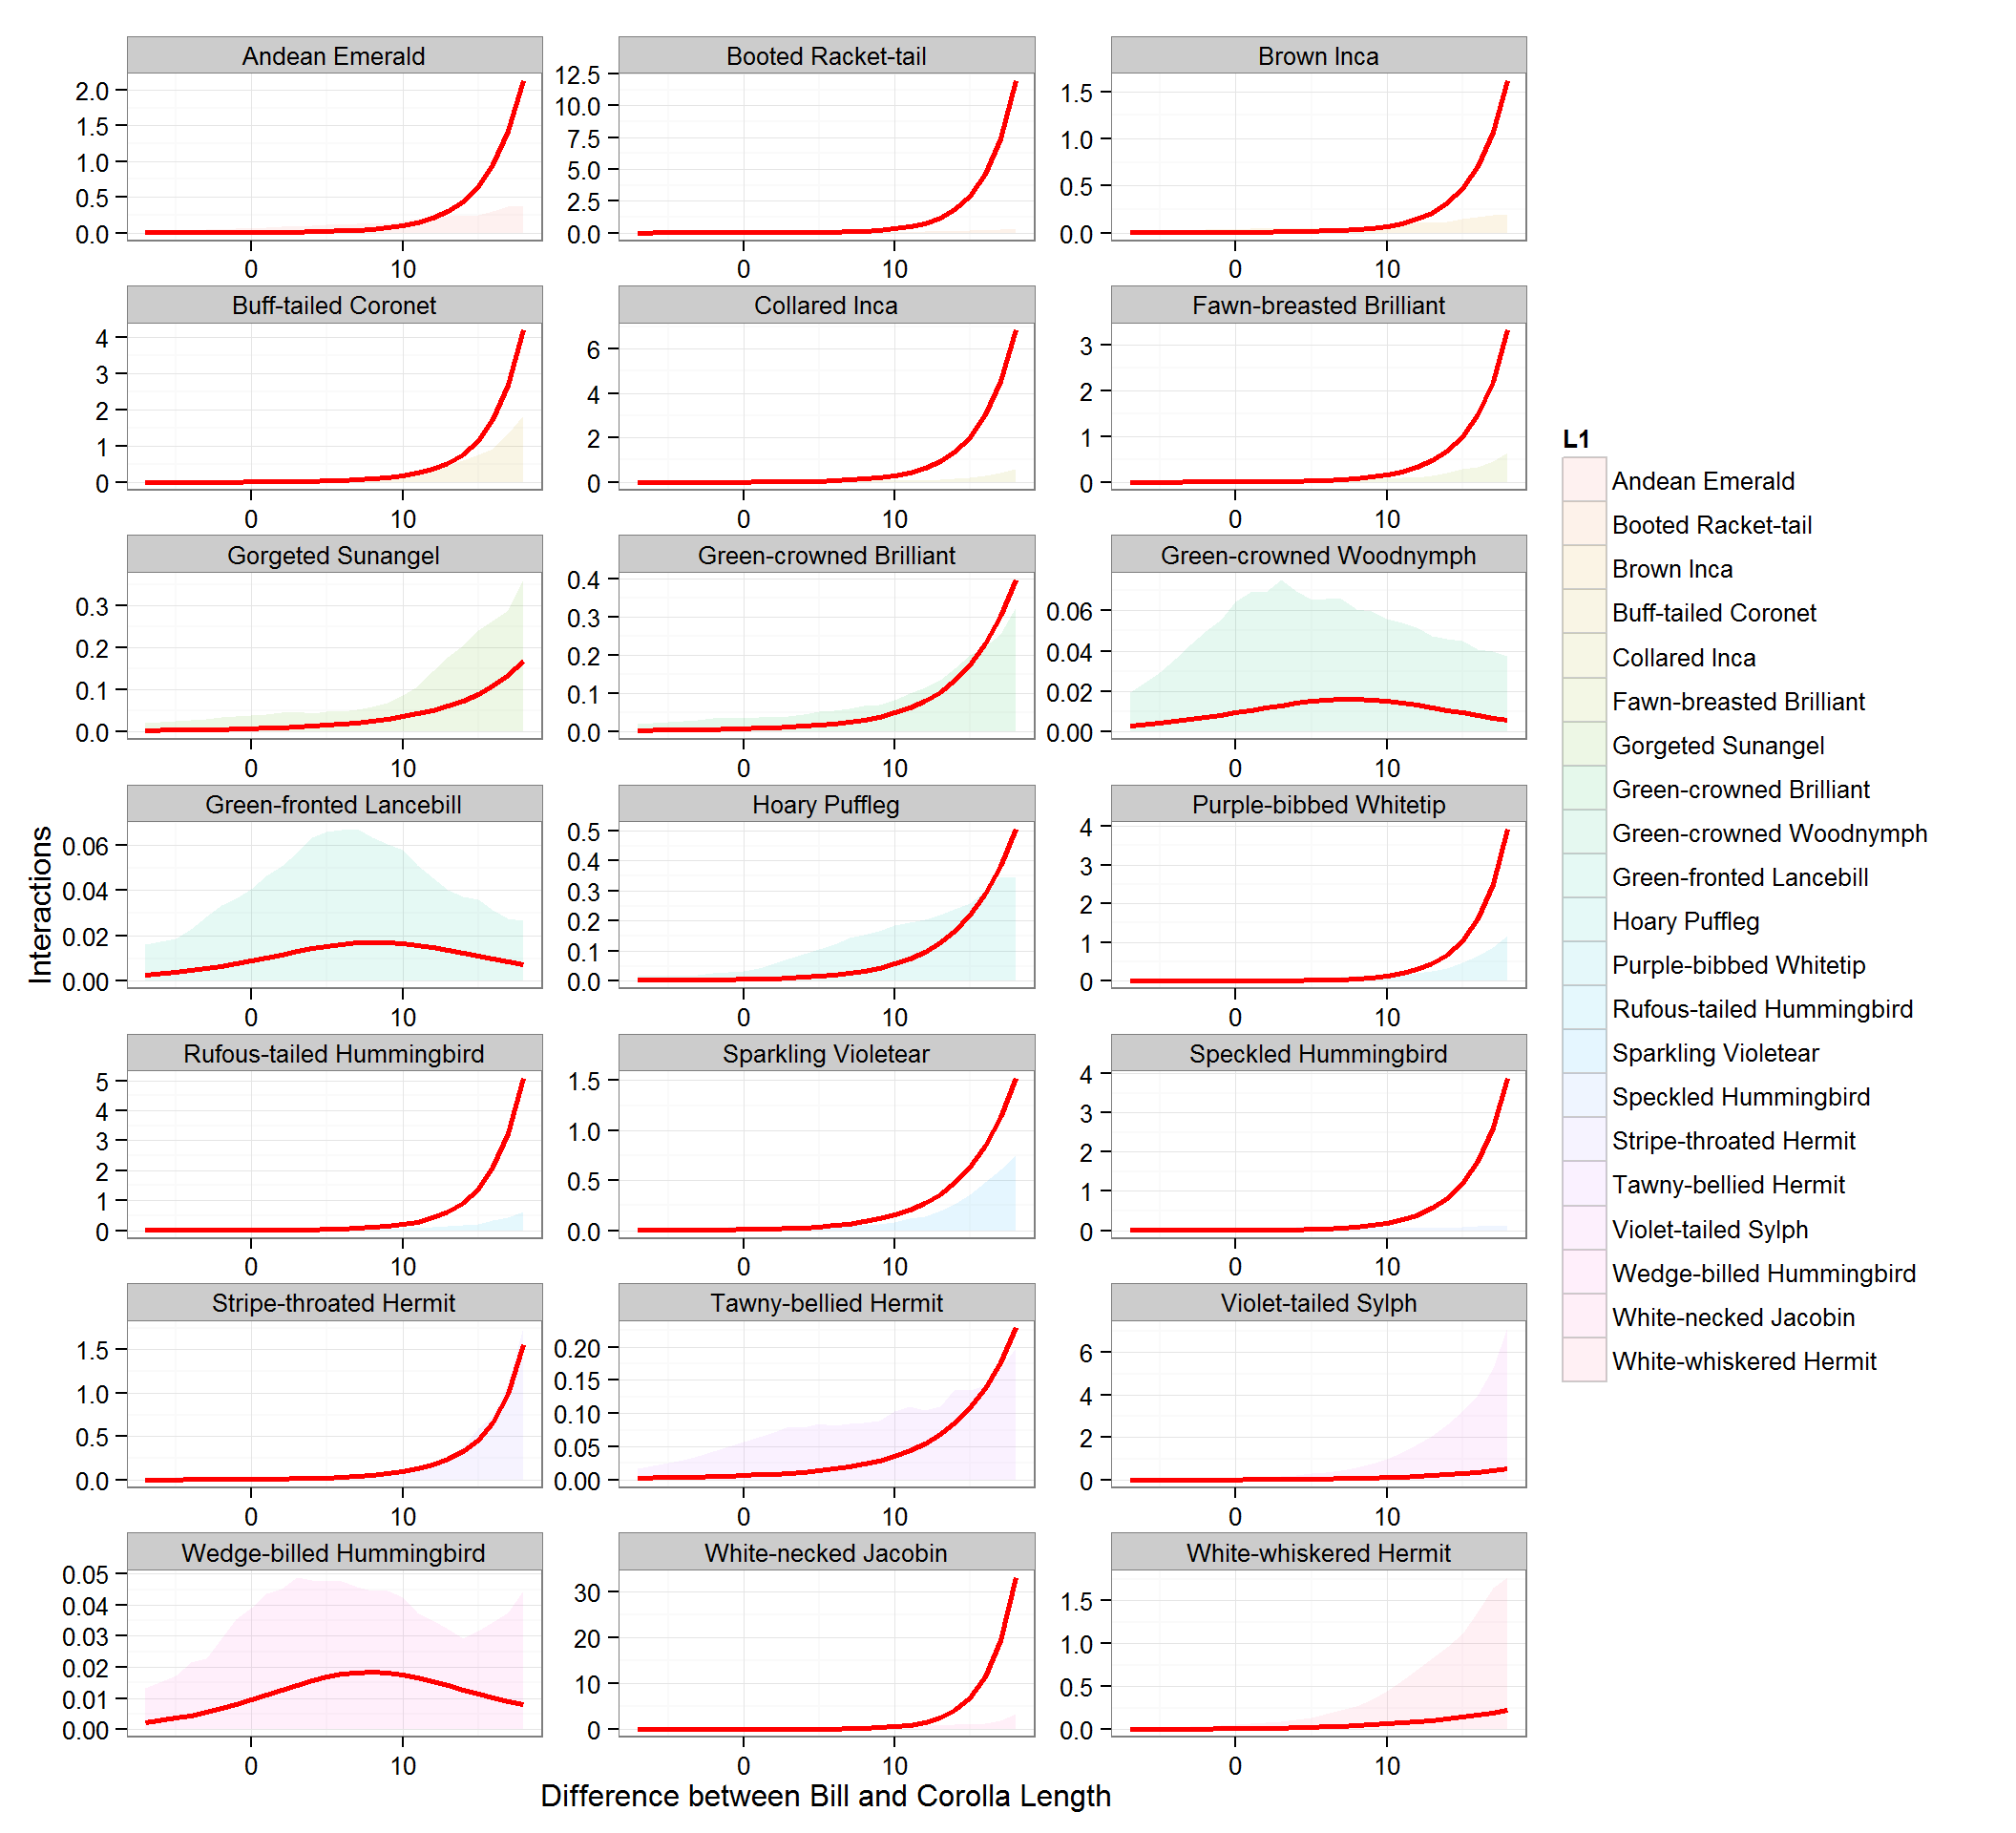 Andean Emerald
Booted Racket-tail
Brown Inca
2.0
1.5
1.0
0.5
0.0
12.5
10.0
7.5
5.0
2.5
0.0
1.5
1.0
0.5
0.0
0 10
0 10
0 10
Buff-tailed Coronet
Collared Inca
Fawn-breasted Brilliant
4
3
2
1
0
6
4
2
0
3
2
1
0
0 10
0 10
0 10
Gorgeted Sunangel
Green-crowned Brilliant
Green-crowned Woodnymph
0.3
0.2
0.1
0.0
0.4
0.3
0.2
0.1
0.0
0.06
0.04
0.02
0.00
0 10
0 10
0 10
Green-fronted Lancebill
Hoary Puffleg
Purple-bibbed Whitetip
0.06
0.04
0.02
0.00
0.5
0.4
0.3
0.2
0.1
0.0
4
3
2
1
0
0 10
0 10
0 10
Rufous-tailed Hummingbird
Sparkling Violetear
Speckled Hummingbird
5
4
3
2
1
0
1.5
1.0
0.5
0.0
4
3
2
1
0
0 10
0 10
0 10
Stripe-throated Hermit
Tawny-bellied Hermit
Violet-tailed Sylph
1.5
1.0
0.5
0.0
0.20
0.15
0.10
0.05
0.00
6
4
2
0
0 10
0 10
0 10
Wedge-billed Hummingbird
White-necked Jacobin
White-whiskered Hermit
0.05
0.04
0.03
0.02
0.01
0.00
30
20
10
0
1.5
1.0
0.5
0.0
0 10
0 10
0 10
Interactions
Difference between Bill and Corolla Length
L1
Andean Emerald
Booted Racket-tail
Brown Inca
Buff-tailed Coronet
Collared Inca
Fawn-breasted Brilliant
Gorgeted Sunangel
Green-crowned Brilliant
Green-crowned Woodnymph
Green-fronted Lancebill
Hoary Puffleg
Purple-bibbed Whitetip
Rufous-tailed Hummingbird
Sparkling Violetear
Speckled Hummingbird
Stripe-throated Hermit
Tawny-bellied Hermit
Violet-tailed Sylph
Wedge-billed Hummingbird
White-necked Jacobin
White-whiskered Hermit